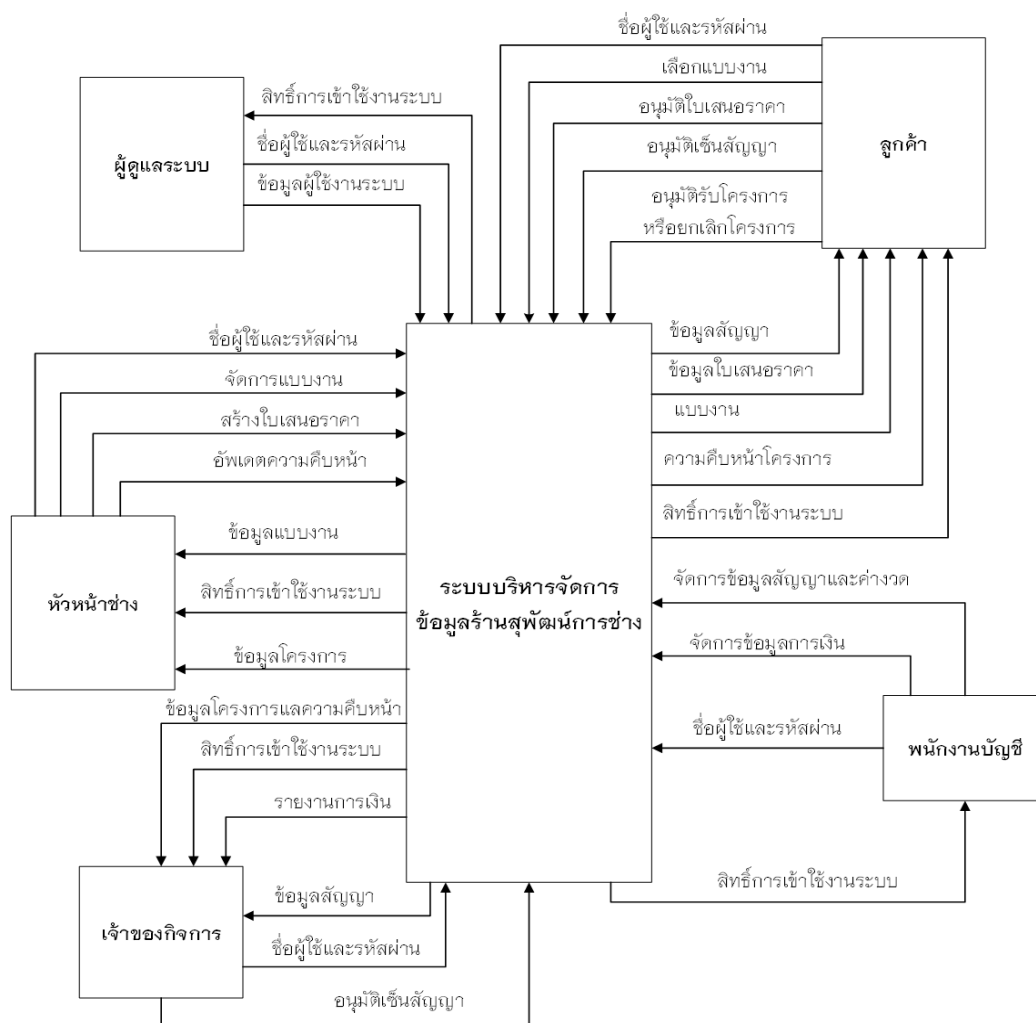 ชื่อผู้ใช้และรหัสผ่าน
เลือกแบบงาน
อนุมัติใบเสนอราคา
อนุมัติเซ็นสัญญา
อนุมัติรับโครงการ
หรือยกเลิกโครงการ
ลูกค้า
สิทธิ์การเข้าใช้งานระบบ
ชื่อผู้ใช้และรหัสผ่าน
ข้อมูลผู้ใช้งานระบบ
ผู้ดูแลระบบ
ข้อมูลสัญญา
ข้อมูลใบเสนอราคา
แบบงาน
ความคืบหน้าโครงการ
สิทธิ์การเข้าใช้งานระบบ
ชื่อผู้ใช้และรหัสผ่าน
จัดการแบบงาน
สร้างใบเสนอราคา
อัพเดตความคืบหน้า
ข้อมูลแบบงาน
สิทธิ์การเข้าใช้งานระบบ
ข้อมูลโครงการ
หัวหน้าช่าง
ระบบบริหารจัดการ
ข้อมูลร้านสุพัฒน์การช่าง
จัดการข้อมูลสัญญาและค่างวด
จัดการข้อมูลการเงิน
ชื่อผู้ใช้และรหัสผ่าน
พนักงานบัญชี
สิทธิ์การเข้าใช้งานระบบ
ข้อมูลโครงการแลความคืบหน้า
สิทธิ์การเข้าใช้งานระบบ
รายงานการเงิน
ข้อมูลสัญญา
ชื่อผู้ใช้และรหัสผ่าน
เจ้าของกิจการ
อนุมัติเซ็นสัญญา